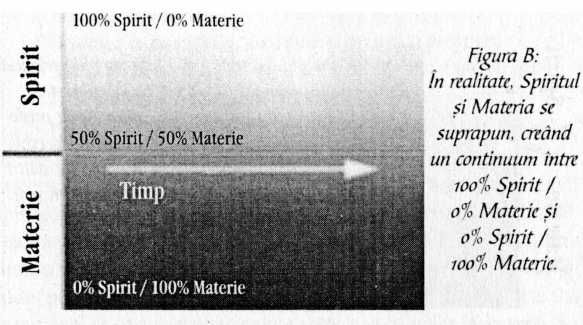 100% Spirit / 0% Materie
Spirit
50% Spirit / 50% Materie
Timp
Materie
0% Spirit / 100% Materie
Figura B:
În realitate, Spiritul
și Materia se
suprapun, creând
un continuum între
100% Spirit /
0% Materie și
0% Spirit /
100% Materie.